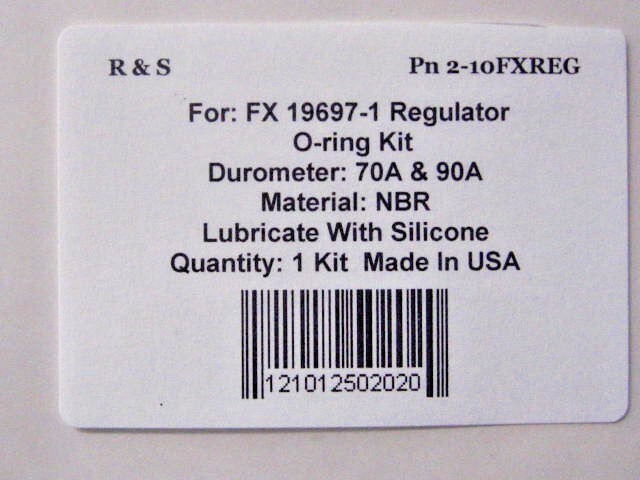 R & S Pn 2-10FXREG
For: FX 19697-1 Regulator
O-ring Kit
Durometer: 70A & 90A
Material: NBR
Lubricate With Silicone
Quantity: 1 Kit Made In USA
121012502020